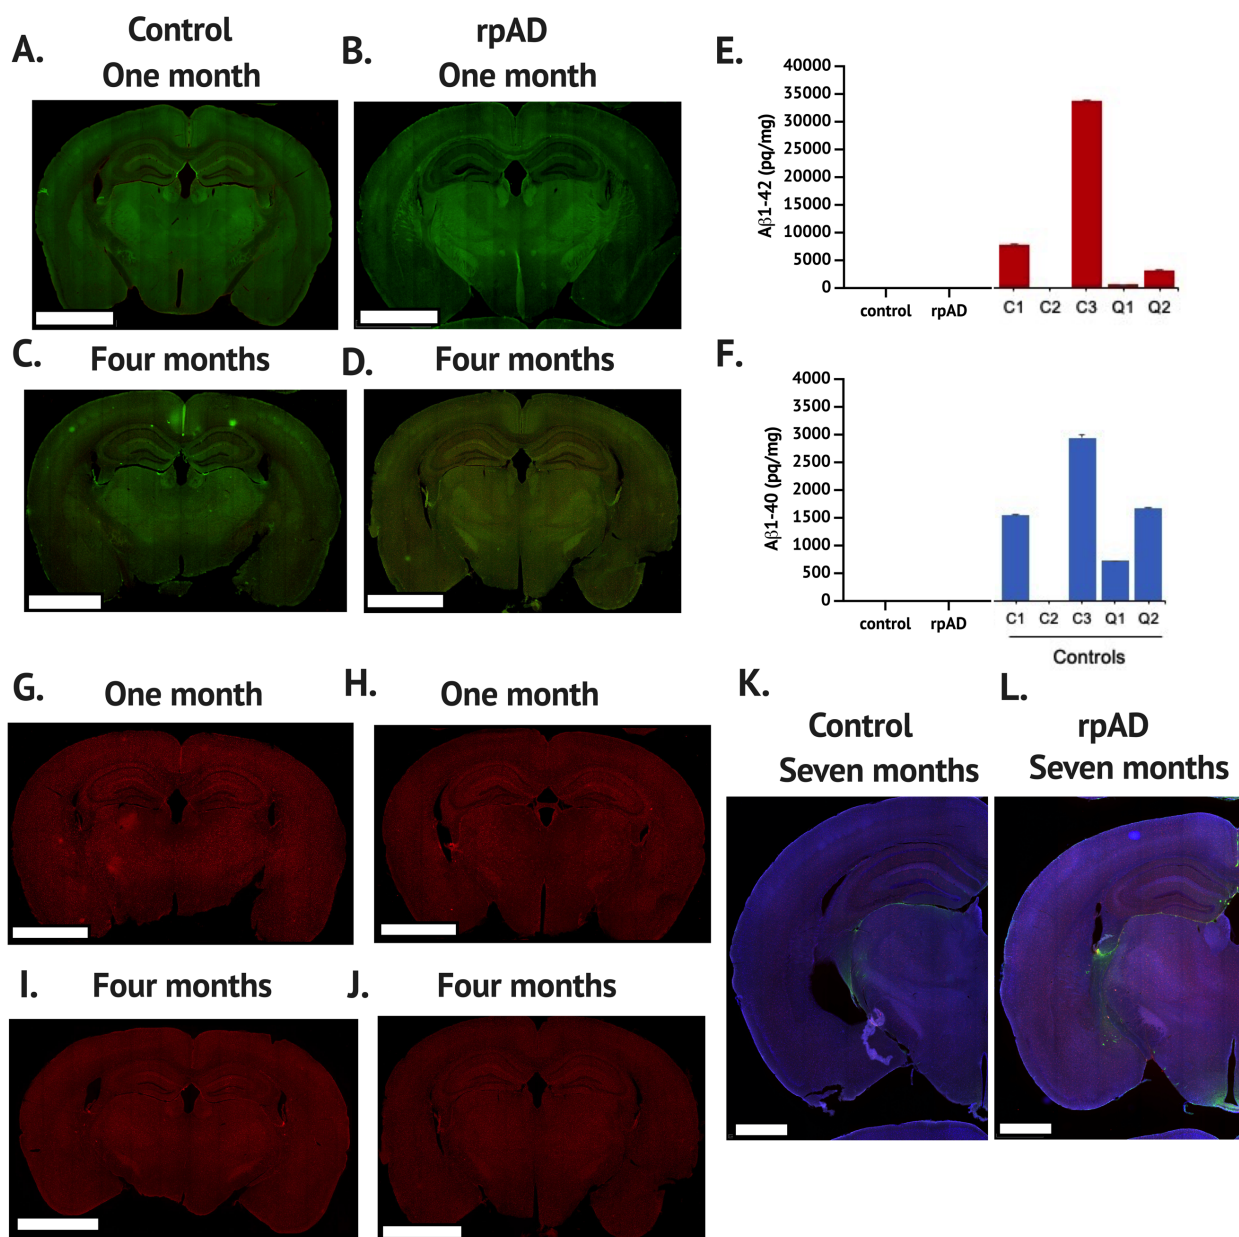 A.
Control
One month
B.
rpAD
One month
C.
Four months
D.
Four months
E.
Aβ1-42 (pq/mg)
40000
35000
30000
25000
20000
15000
10000
5000
0
control
rpAD
C1
C2
C3
Q1
Q2
F.
Aβ1-40 (pq/mg)
4000
3500
3000
2500
2000
1500
1000
500
0
control
rpAD
C1
C2
C3
Q1
Q2
Controls
G.
One month
H.
One month
I.
Four months
J.
Four months
K.
Control
Seven months
L.
rpAD
Seven months